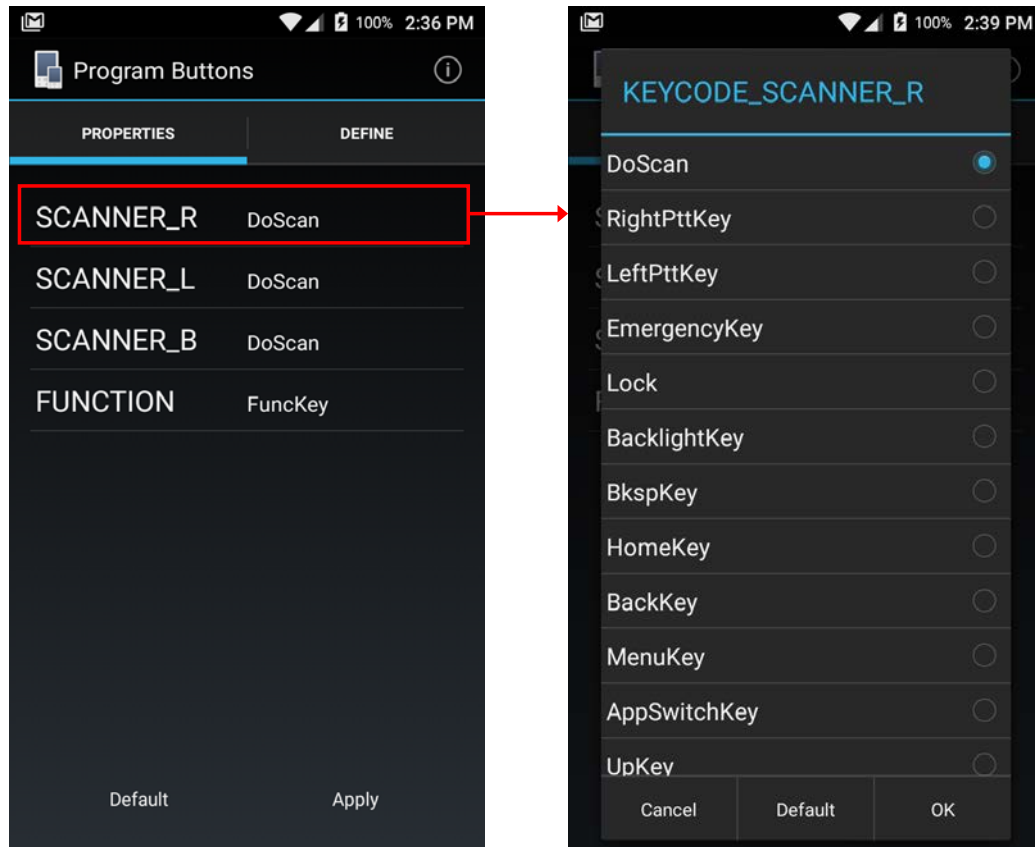 100% 2:36 PM
Program Buttons
PROPERTIES DEFINE
SCANNER_R DoScan
SCANNER_L DoScan
SCANNER_B DoScan
FUNCTION FuncKey
Default Apply
100% 2:39 PM
KEYCODE_SCANNER_R
DoScan
RightPttKey
LeftPttKey
EmergencyKey
Lock
BacklightKey
BkspKey
HomeKey
BackKey
MenuKey
AppSwitchKey
UpKey
Cancel Default OK